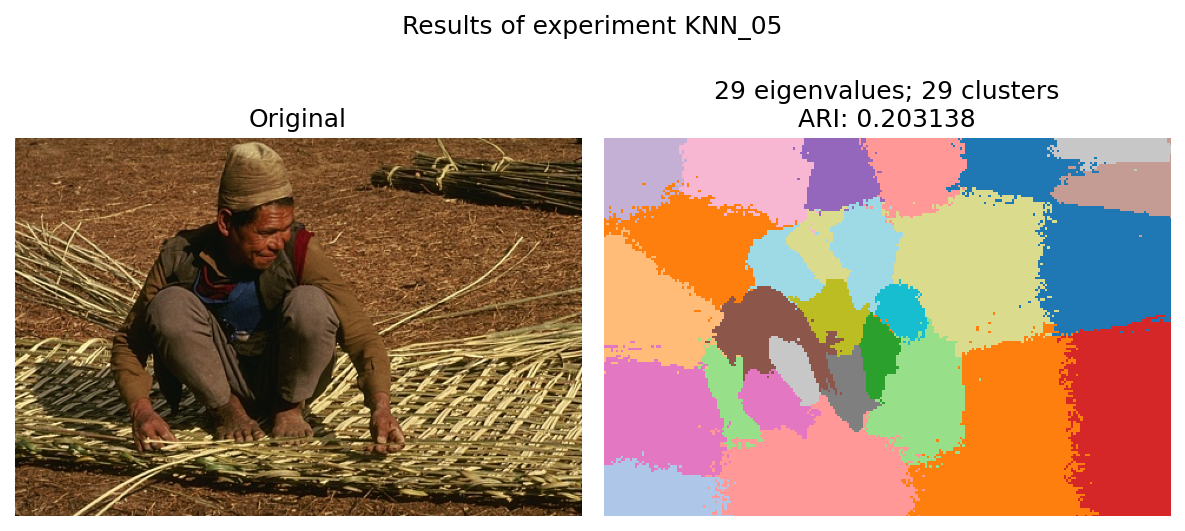 Results of experiment KNN_05
Original
29 eigenvalues; 29 clusters
ARI: 0.203138